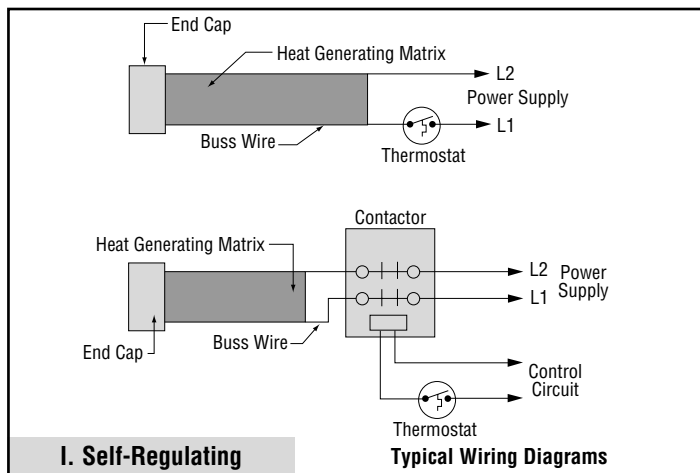 End Cap
Heat Generating Matrix
L2
Power Supply
L1
Buss Wire
Thermostat
Contactor
Heat Generating Matrix
L2
Power
Supply
L1
Buss Wire
End Cap
Control
Circuit
Thermostat
I. Self-Regulating
Typical Wiring Diagrams